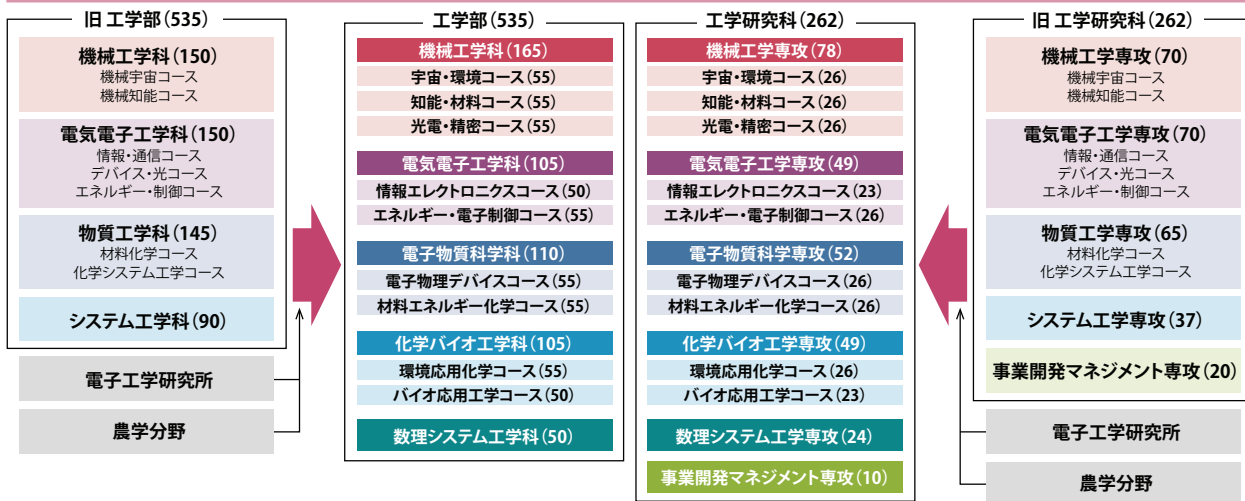 旧 工学部(535)
機械工学科(150)
機械宇宙コース
機械知能コース
電気電子工学科(150)
情報・通信コース
デバイス・光コース
エネルギー・制御コース
物質工学科(145)
材料化学コース
化学システム工学コース
システム工学科(90)
電子工学研究所
農学分野
工学部(535)
機械工学科(165)
宇宙・環境コース(55)
知能・材料コース(55)
光電・精密コース(55)
電気電子工学科(105)
情報エレクトロニクスコース(50)
エネルギー・電子制御コース(55)
電子物質科学科(110)
電子物理デバイスコース(55)
材料エネルギー化学コース(55)
化学バイオ工学科(105)
環境応用化学コース(55)
バイオ応用工学コース(50)
数理システム工学科(50)
工学研究科(262)
機械工学専攻(78)
宇宙・環境コース(26)
知能・材料コース(26)
光電・精密コース(26)
電気電子工学専攻(49)
情報エレクトロニクスコース(23)
エネルギー・電子制御コース(26)
電子物質科学専攻(52)
電子物理デバイスコース(26)
材料エネルギー化学コース(26)
化学バイオ工学専攻(49)
環境応用化学コース(26)
バイオ応用工学コース(23)
数理システム工学専攻(24)
事業開発マネジメント専攻(10)
旧 工学研究科(262)
機械工学専攻(70)
機械宇宙コース
機械知能コース
電気電子工学専攻(70)
情報・通信コース
デバイス・光コース
エネルギー・制御コース
物質工学専攻(65)
材料化学コース
化学システム工学コース
システム工学専攻(37)
事業開発マネジメント専攻(20)
電子工学研究所
農学分野